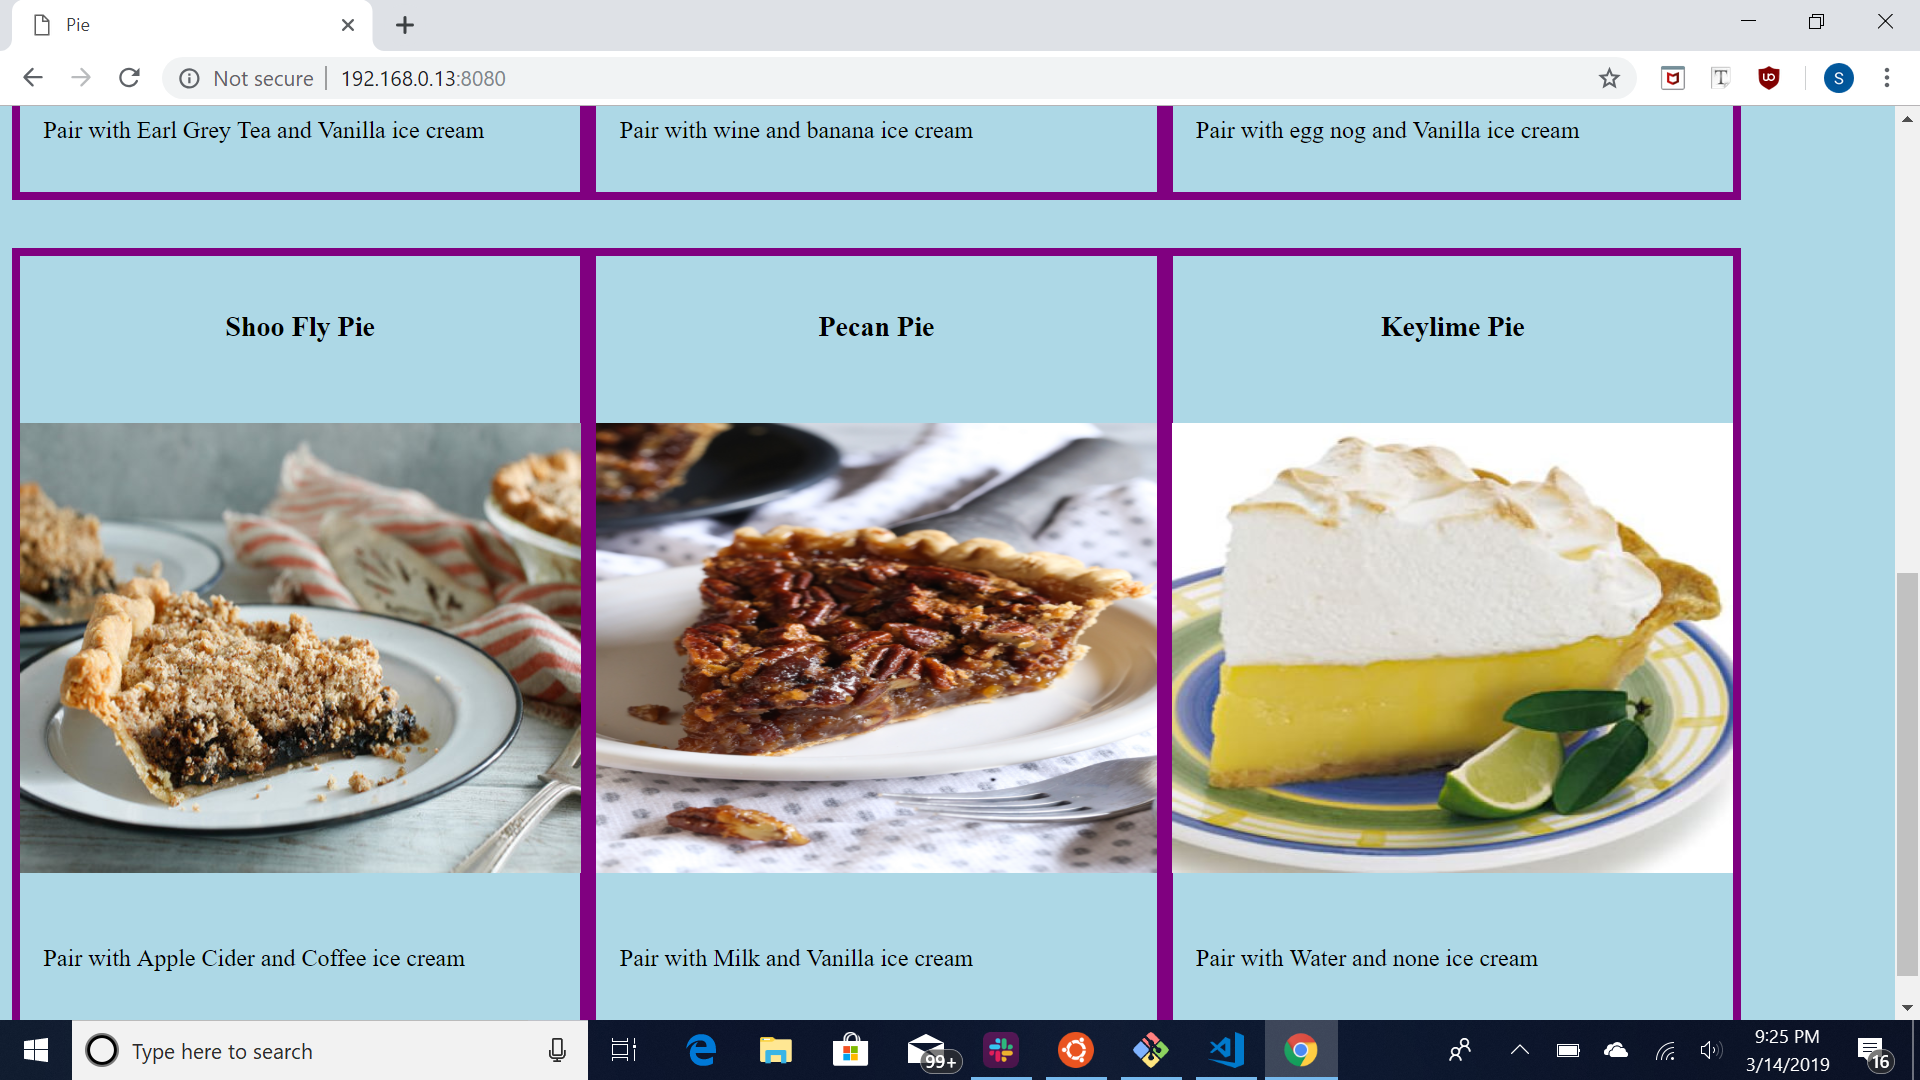 Pie
Not secure
192.168.0.13:8080
S
Pair with Earl Grey Tea and Vanilla ice cream
Pair with wine and banana ice cream
Pair with egg nog and Vanilla ice cream
Shoo Fly Pie
Pecan Pie
Keylime Pie
Pair with Apple Cider and Coffee ice cream
Pair with Milk and Vanilla ice cream
Pair with Water and none ice cream
Type here to search
99+
9:25 PM
3/14/2019
16